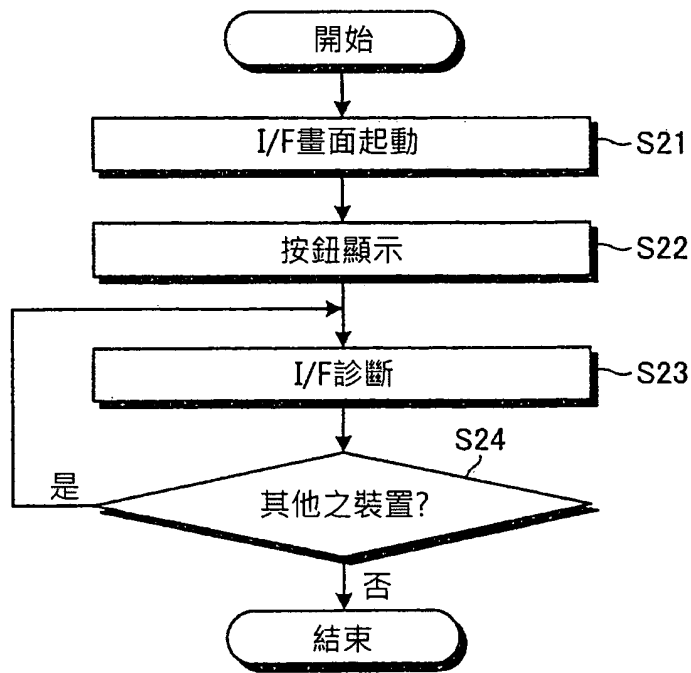 開始
I/F畫面起動
S21
按鈕顯示
S22
I/F診斷
S23
S24
其他之裝置?
是
否
結束